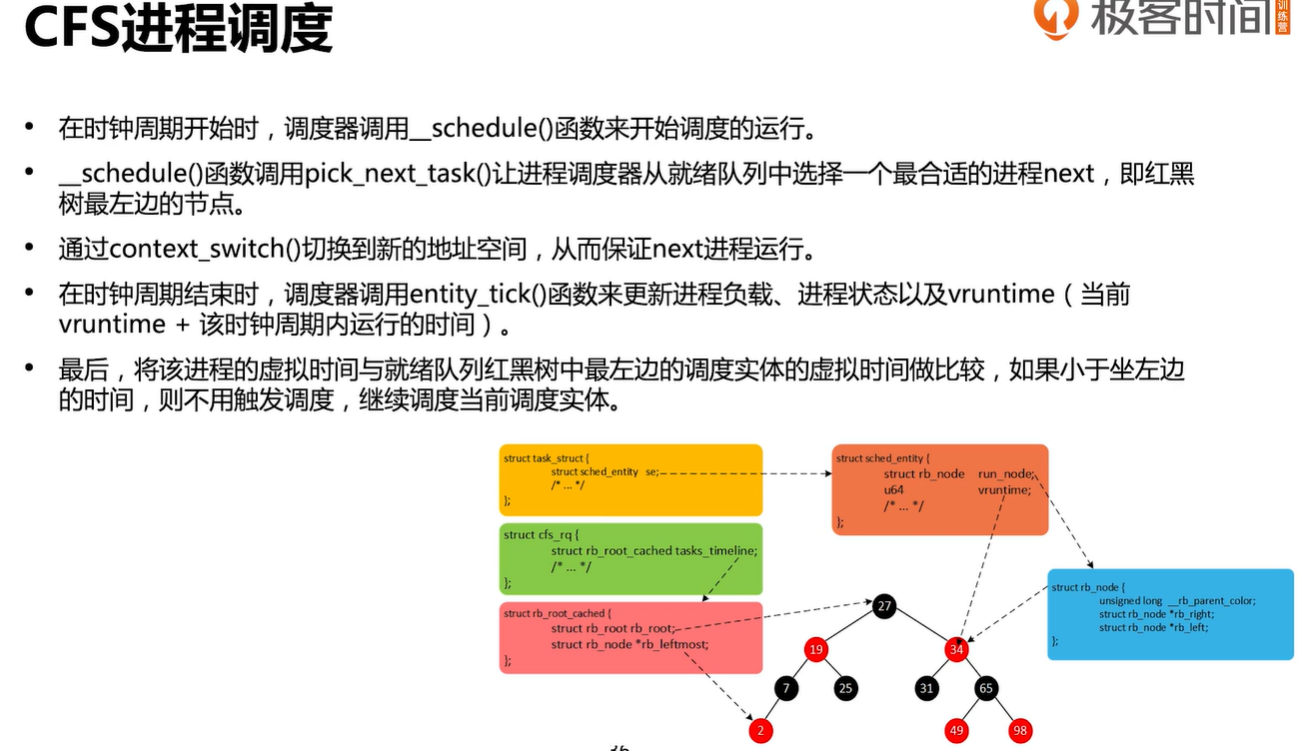 CFS进程调度
极客时间
训练营
• 在时钟周期开始时，调度器调用__schedule()函数来开始调度的运行。
• __schedule()函数调用pick_next_task()让进程调度器从就绪队列中选择一个最合适的进程next，即红黑
树最左边的节点。
• 通过context_switch()切换到新的地址空间，从而保证next进程运行。
• 在时钟周期结束时，调度器调用entity_tick()函数来更新进程负载、进程状态以及vruntime（当前
vruntime + 该时钟周期内运行的时间）。
• 最后，将该进程的虚拟时间与就绪队列红黑树中最左边的调度实体的虚拟时间做比较，如果小于坐左边
的时间，则不用触发调度，继续调度当前调度实体。
struct task_struct {
struct sched_entity se;
/* ... */
};
struct sched_entity {
struct rb_node run_node;
u64 vruntime;
/* ... */
};
struct cfs_rq {
struct rb_root_cached tasks_timeline;
/* ... */
};
struct rb_root_cached {
struct rb_root rb_root;
struct rb_node *rb_leftmost;
};
struct rb_node {
unsigned long __rb_parent_color;
struct rb_node *rb_right;
struct rb_node *rb_left;
};
27
19 34
7 25 31 65
2 49 98